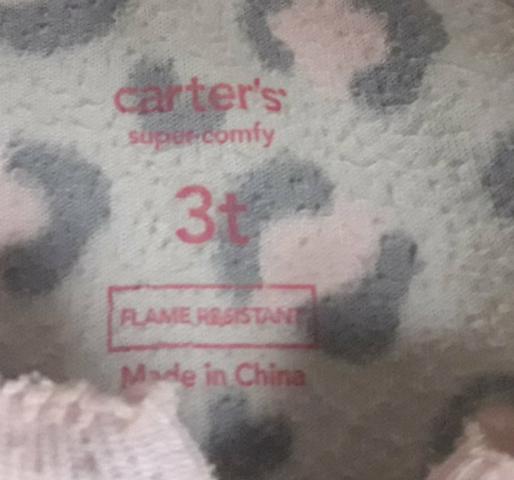 carter's
super comfy
3t
FLAME RESISTANT
Made in China